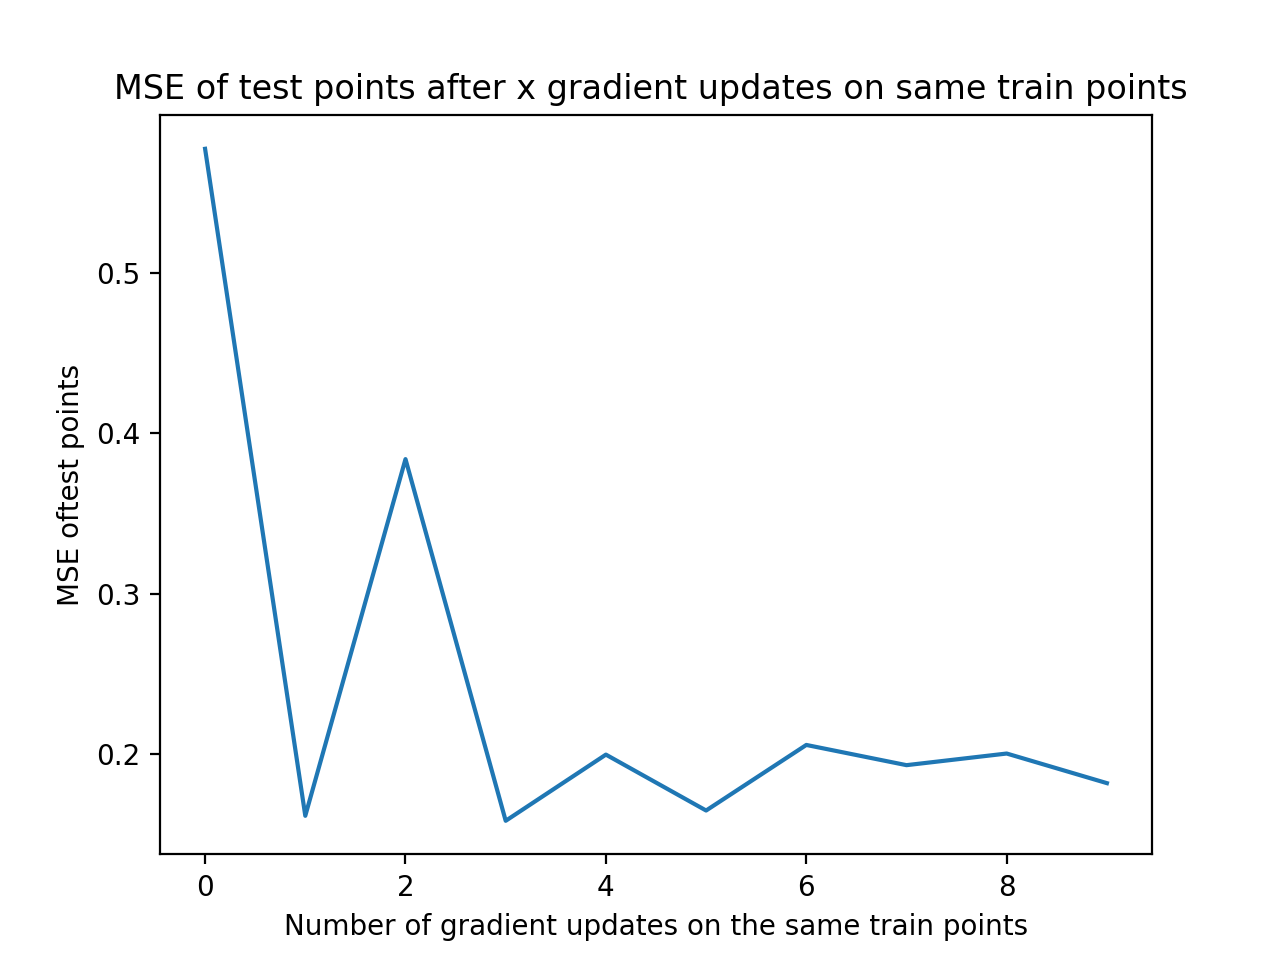 MSE of test points after x gradient updates on same train points
MSE oftest points
0.5
0.4
0.3
0.2
0 2 4 6 8
Number of gradient updates on the same train points